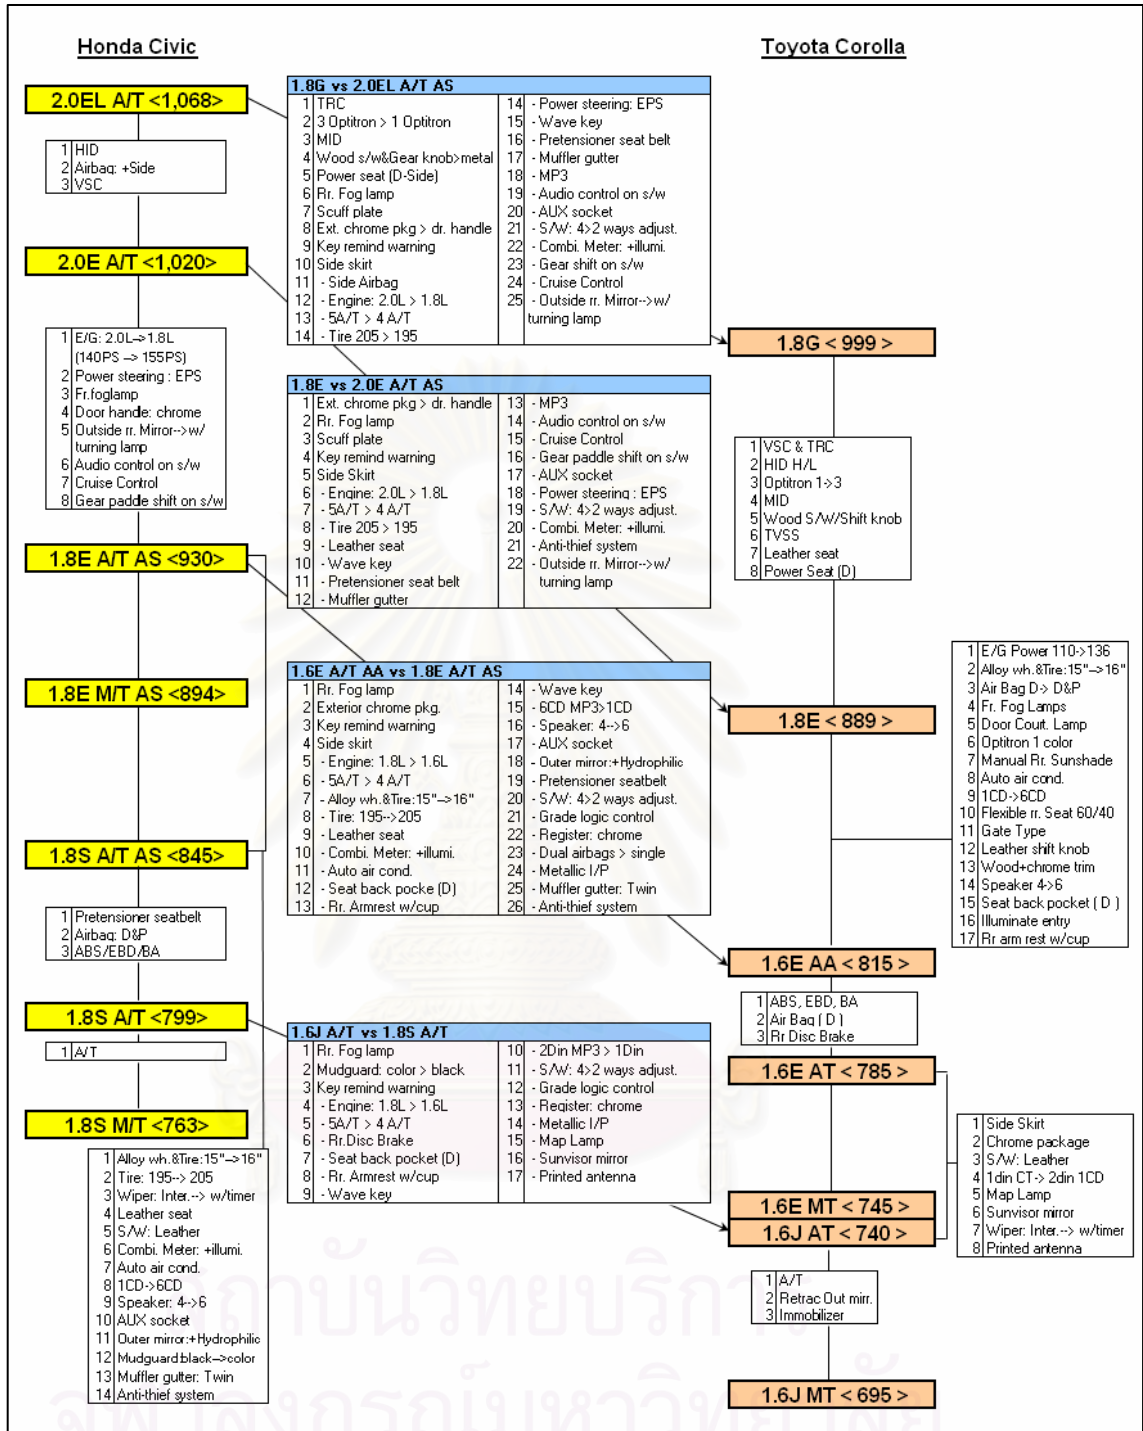 Honda Civic
Toyota Corolla
2.0EL A/T <1,068>
1 HID
2 Airbag: +Side
3 VSC
2.0E A/T <1,020>
1 E/G: 2.0L->1.8L
(140PS -> 155PS)
2 Power steering : EPS
3 Fr.foglamp
4 Door handle: chrome
5 Outside rr. Mirror-->w/
turning lamp
6 Audio control on s/w
7 Cruise Control
8 Gear paddle shift on s/w
1.8E A/T AS <930>
1.8E M/T AS <894>
1.8S A/T AS <845>
1 Pretensioner seatbelt
2 Airbag: D&P
3 ABS/EBD/BA
1.8S A/T <799>
1 A/T
1.8S M/T <763>
1 Alloy wh.&Tire:15"->16"
2 Tire: 195--> 205
3 Wiper: Inter.--> w/timer
4 Leather seat
5 S/W: Leather
6 Combi. Meter: +illumi.
7 Auto air cond.
8 1CD->6CD
9 Speaker: 4-->6
10 AUX socket
11 Outer mirror:+Hydrophilic
12 Mudguard:black-->color
13 Muffler gutter: Twin
14 Anti-thief system
1.8G vs 2.0EL A/T AS
1 TRC
2 3 Optitron > 1 Optitron
3 MID
4 Wood s/w&Gear knob>metal
5 Power seat (D-Side)
6 Rr. Fog lamp
7 Scuff plate
8 Ext. chrome pkg > dr. handle
9 Key remind warning
10 Side skirt
11 - Side Airbag
12 - Engine: 2.0L > 1.8L
13 - 5A/T > 4 A/T
14 - Tire 205 > 195
14 - Power steering: EPS
15 - Wave key
16 - Pretensioner seat belt
17 - Muffler gutter
18 - MP3
19 - Audio control on s/w
20 - AUX socket
21 - S/W: 4>2 ways adjust.
22 - Combi. Meter: +illumi.
23 - Gear shift on s/w
24 - Cruise Control
25 - Outside rr. Mirror-->w/
turning lamp
1.8E vs 2.0E A/T AS
1 Ext. chrome pkg > dr. handle
2 Rr. Fog lamp
3 Scuff plate
4 Key remind warning
5 Side Skirt
6 - Engine: 2.0L > 1.8L
7 - 5A/T > 4 A/T
8 - Tire 205 > 195
9 - Leather seat
10 - Wave key
11 - Pretensioner seat belt
12 - Muffler gutter
13 - MP3
14 - Audio control on s/w
15 - Cruise Control
16 - Gear paddle shift on s/w
17 - AUX socket
18 - Power steering : EPS
19 - S/W: 4>2 ways adjust.
20 - Combi. Meter: +illumi.
21 - Anti-thief system
22 - Outside rr. Mirror-->w/
turning lamp
1.6E A/T AA vs 1.8E A/T AS
1 Rr. Fog lamp
2 Exterior chrome pkg.
3 Key remind warning
4 Side skirt
5 - Engine: 1.8L > 1.6L
6 - 5A/T > 4 A/T
7 - Alloy wh.&Tire:15"-->16"
8 - Tire: 195-->205
9 - Leather seat
10 - Combi. Meter: +illumi.
11 - Auto air cond.
12 - Seat back pocke (D)
13 - Rr. Armrest w/cup
14 - Wave key
15 - 6CD MP3>1CD
16 - Speaker: 4-->6
17 - AUX socket
18 - Outer mirror:+Hydrophilic
19 - Pretensioner seatbelt
20 - S/W: 4>2 ways adjust.
21 - Grade logic control
22 - Register: chrome
23 - Dual airbags > single
24 - Metallic I/P
25 - Muffler gutter: Twin
26 - Anti-thief system
1.6J A/T vs 1.8S A/T
1 Rr. Fog lamp
2 Mudguard: color > black
3 Key remind warning
4 - Engine: 1.8L > 1.6L
5 - 5A/T > 4 A/T
6 - Rr.Disc Brake
7 - Seat back pocket (D)
8 - Rr. Armrest w/cup
9 - Wave key
10 - 2Din MP3 > 1Din
11 - S/W: 4>2 ways adjust.
12 - Grade logic control
13 - Register: chrome
14 - Metallic I/P
15 - Map Lamp
16 - Sunvisor mirror
17 - Printed antenna
1.8G < 999 >
1 VSC & TRC
2 HID H/L
3 Optitron 1->3
4 MID
5 Wood S/W/Shift knob
6 TVSS
7 Leather seat
8 Power Seat (D)
1.8E < 889 >
1 E/G Power 110->136
2 Alloy wh.&Tire:15"-->16"
3 Air Bag D-> D&P
4 Fr. Fog Lamps
5 Door Court. Lamp
6 Optitron 1 color
7 Manual Rr. Sunshade
8 Auto air cond.
9 1CD->6CD
10 Flexible rr. Seat 60/40
11 Gate Type
12 Leather shift knob
13 Wood+chrome trim
14 Speaker 4->6
15 Seat back pocket ( D )
16 Illuminate entry
17 Rr arm rest w/cup
1.6E AA < 815 >
1 ABS, EBD, BA
2 Air Bag ( D )
3 Rr Disc Brake
1.6E AT < 785 >
1 Side Skirt
2 Chrome package
3 S/W: Leather
4 1din CT-> 2din 1CD
5 Map Lamp
6 Sunvisor mirror
7 Wiper: Inter.--> w/timer
8 Printed antenna
1.6E MT < 745 >
1.6J AT < 740 >
1 A/T
2 Retrac Out mirr.
3 Immobilizer
1.6J MT < 695 >
สถาบันวิทยบริการ
จุฬาลงกรณ์มหาวิทยาลัย